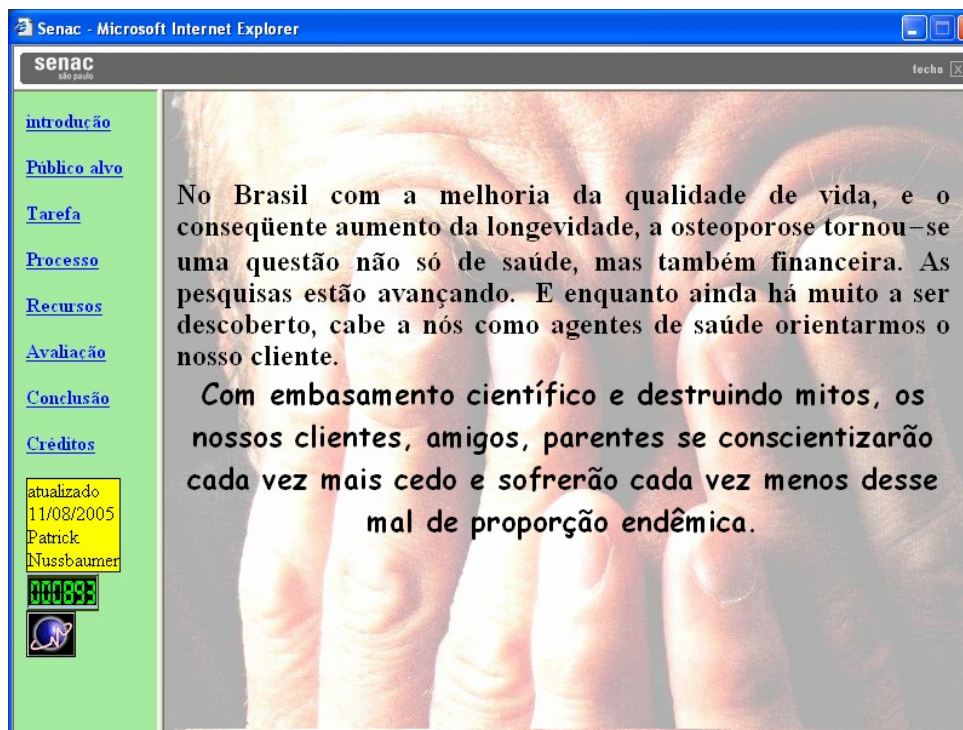 Senac - Microsoft Internet Explorer
senac
são paulo
fecha X
introdução
Público alvo
Tarefa
Processo
Recursos
Avaliação
Conclusão
Créditos
atualizado
11/08/2005
Patrick
Nussbaumer
000893
No Brasil com a melhoria da qualidade de vida, e o
conseqüente aumento da longevidade, a osteoporose tornou-se
uma questão não só de saúde, mas também financeira. As
pesquisas estão avançando. E enquanto ainda há muito a ser
descoberto, cabe a nós como agentes de saúde orientarmos o
nosso cliente.
Com embasamento científico e destruindo mitos, os
nossos clientes, amigos, parentes se conscientizarão
cada vez mais cedo e sofrerão cada vez menos desse
mal de proporção endêmica.